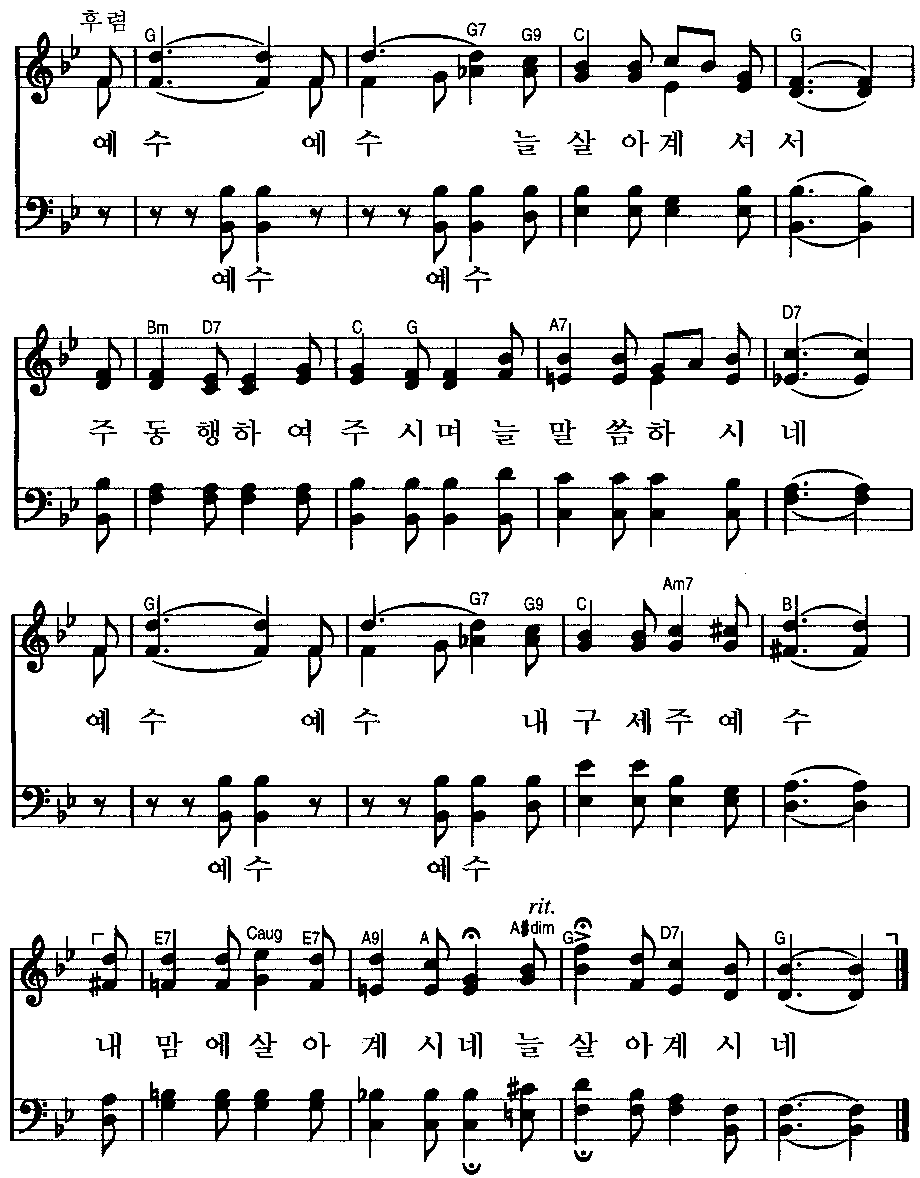 후렴
G G7 G9 C G
예 수 예 수 늘 살 아 계 셔 서
예 수 예 수
Bm D7 C G A7 D7
주 동 행 하 여 주 시 며 늘 말 씀 하 시 네
G G7 G9 C Am7 B
예 수 예 수 내 구 세 주 예 수
예 수 예 수
rit.
E7 Caug E7 A9 A A#dim G D7 G
내 맘 에 살 아 계 시 네 늘 살 아 계 시 네